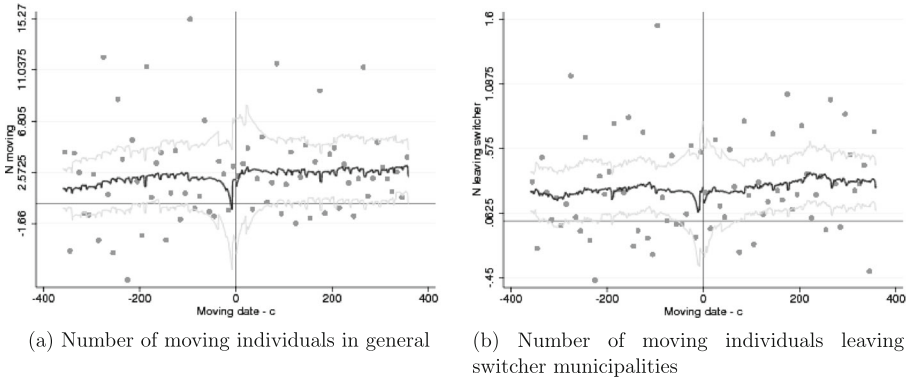 15.27
11.0375
6.805
2.5725
-1.66
N moving
-400
-200
0
200
400
Moving date - c
1.6
1.0875
.575
.0625
-.45
N leaving switcher
-400
-200
0
200
400
Moving date - c
(a) Number of moving individuals in general
(b) Number of moving individuals leaving
switcher municipalities